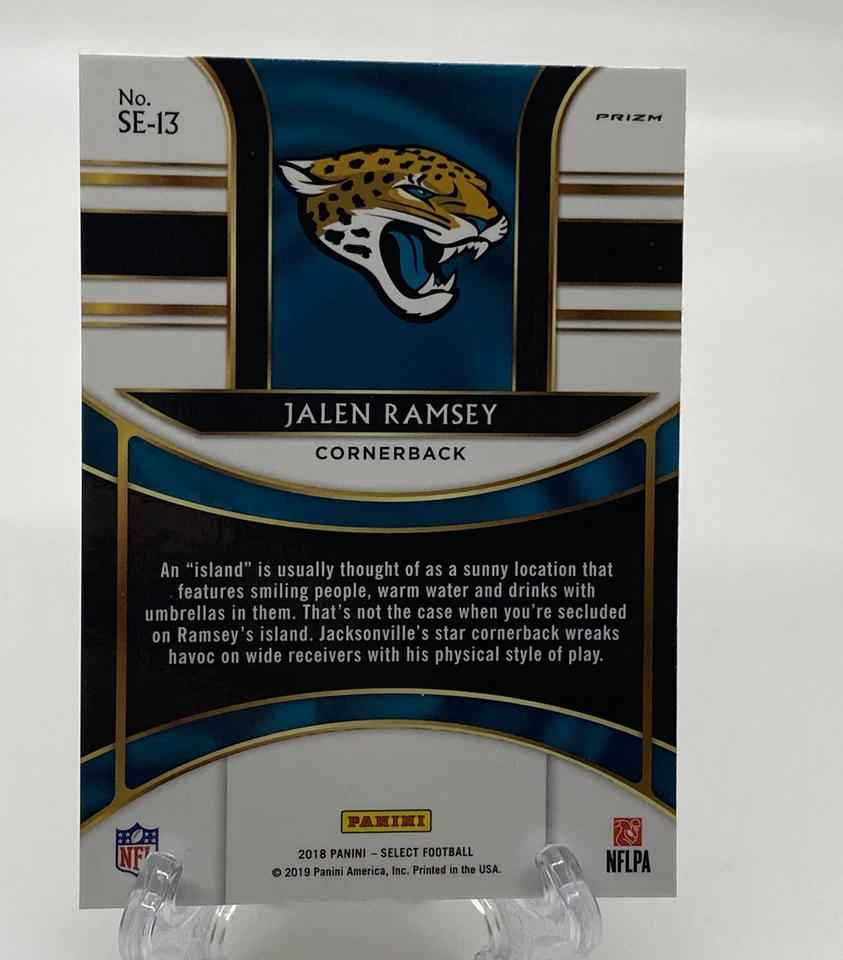 No.
SE-13
PRIZM
JALEN RAMSEY
CORNERBACK
An “island” is usually thought of as a sunny location that
features smiling people, warm water and drinks with
umbrellas in them. That’s not the case when you’re secluded
on Ramsey’s island. Jacksonville’s star cornerback wreaks
havoc on wide receivers with his physical style of play.
PANINI
2018 PANINI – SELECT FOOTBALL
© 2019 Panini America, Inc. Printed in the USA.
NFL
NFLPA